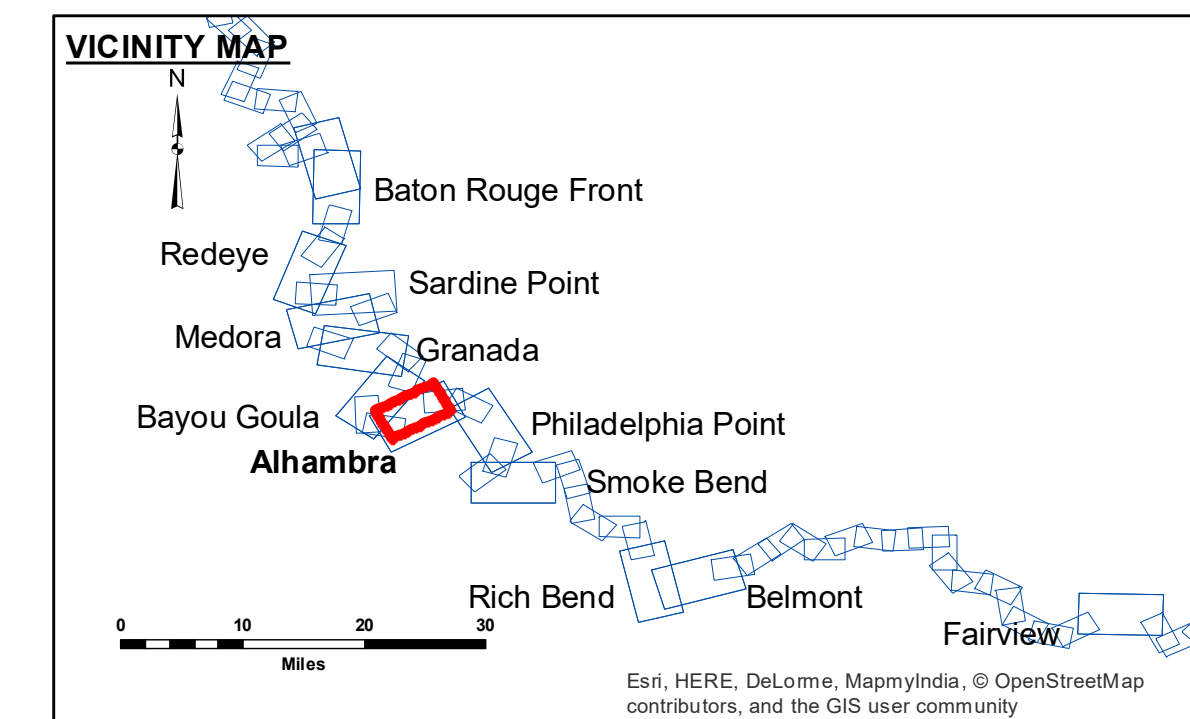 VICINITY MAP
N
Baton Rouge Front
Redeye
Sardine Point
Medora
Granada
Bayou Goula
Philadelphia Point
Alhambra
Smoke Bend
Rich Bend
Belmont
Fairview
0 10 20 30
Miles
Esri, HERE, DeLorme, MapmyIndia, © OpenStreetMap
contributors, and the GIS user community